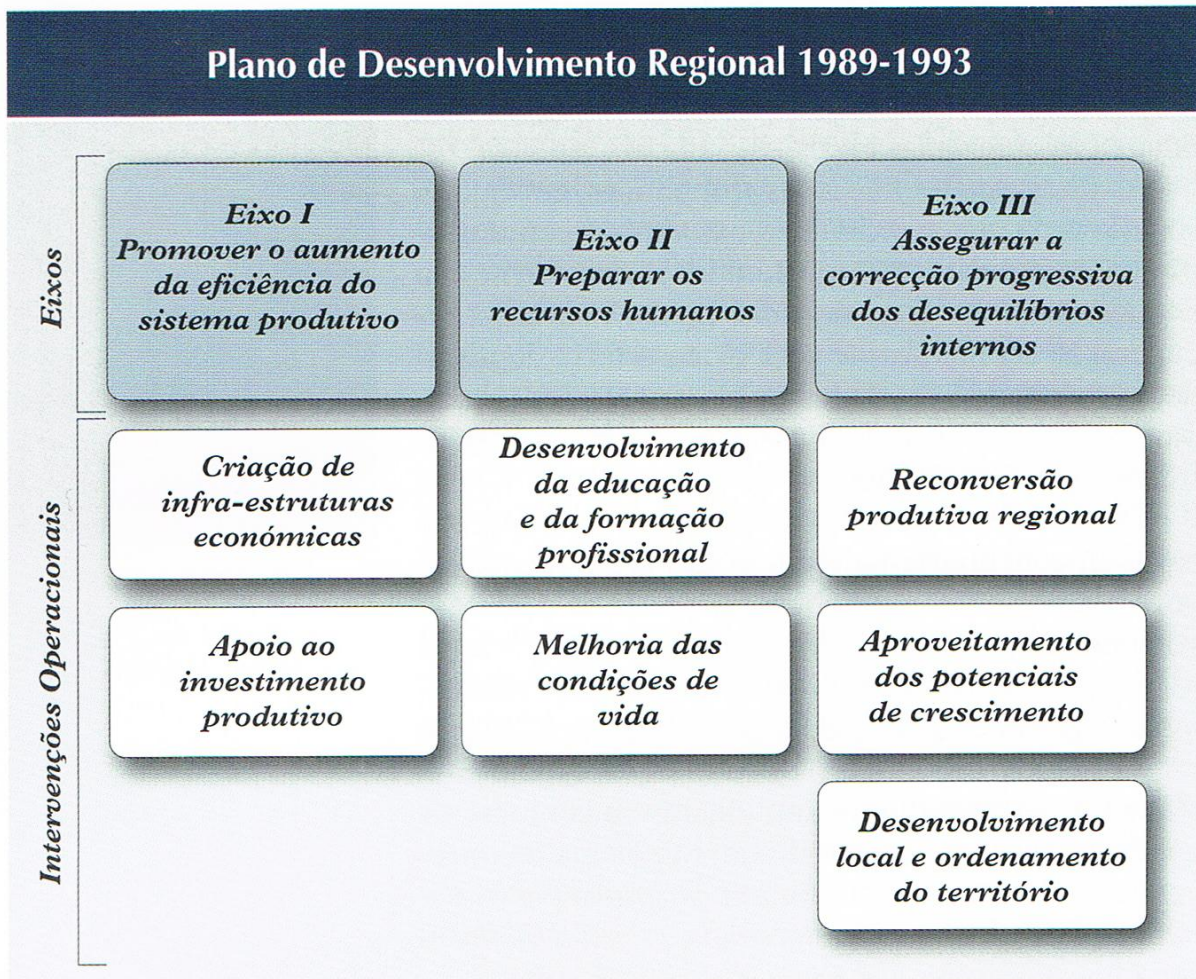 Plano de Desenvolvimento Regional 1989-1993
Eixos
Eixo I
Promover o aumento
da eficiência do
sistema produtivo
Eixo II
Preparar os
recursos humanos
Eixo III
Assegurar a
correcção progressiva
dos desequilíbrios
internos
Intervenções Operacionais
Criação de
infra-estruturas
económicas
Desenvolvimento
da educação
e da formação
profissional
Reconversão
produtiva regional
Apoio ao
investimento
produtivo
Melhoria das
condições de
vida
Aproveitamento
dos potenciais
de crescimento
Desenvolvimento
local e ordenamento
do território